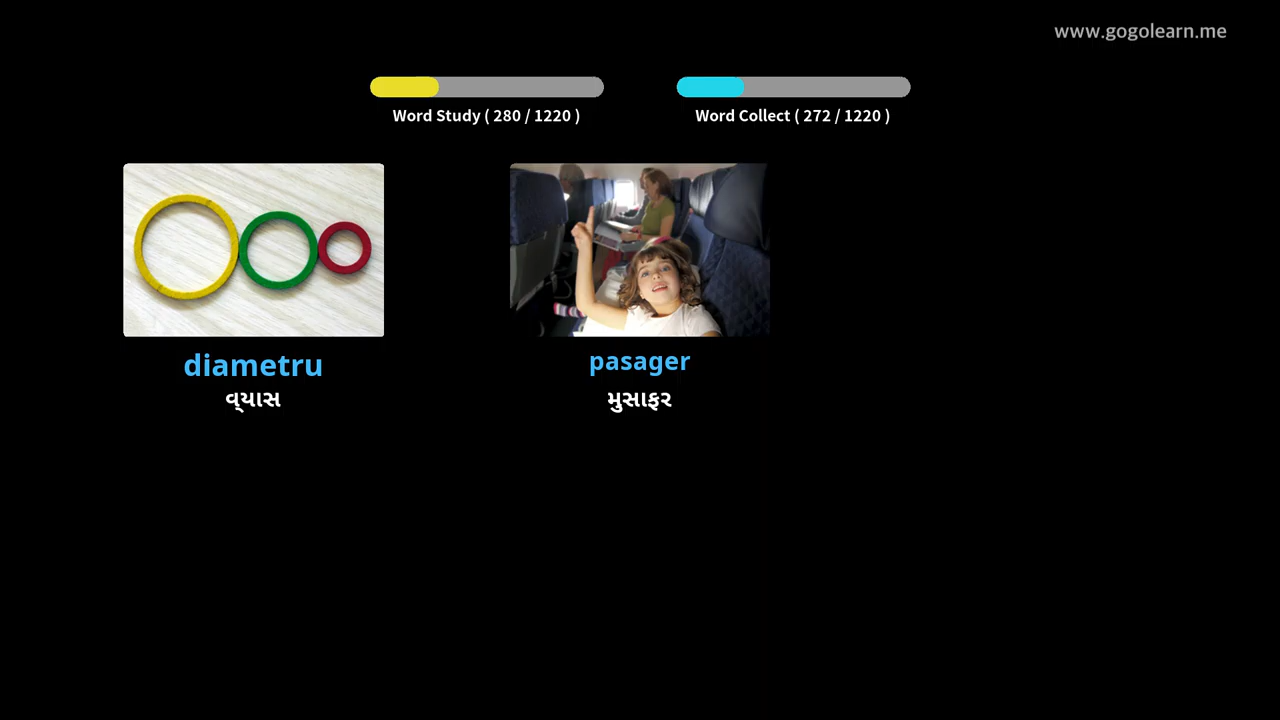 www.gogolearn.me
Word Study ( 280 / 1220 )
Word Collect ( 272 / 1220 )
diametru
વ્યાસ
pasager
મુસાફર